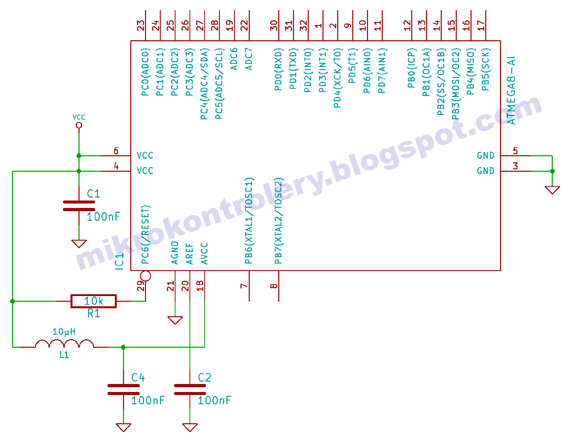 23 24 25 26 27 28 19 22 30 31 32 1 2 9 10 11 12 13 14 15 16 17
PC0(ADC0)
PC1(ADC1)
PC2(ADC2)
PC3(ADC3)
PC4(ADC4/SDA)
PC5(ADC5/SCL)
ADC6
ADC7
PD0(RXD)
PD1(TXD)
PD2(INT0)
PD3(INT1)
PD4(XCK/T0)
PD5(T1)
PD6(AIN0)
PD7(AIN1)
PB0(ICP)
PB1(OC1A)
PB2(SS/OC1B)
PB3(MOSI/OC2)
PB4(MISO)
PB5(SCK)
ATMEGA8-AI
mikrokontrolery.blogspot.com
VCC
6 VCC
4 VCC
GND 5
GND 3
C1
100nF
IC1
PC6(/RESET)
AGND
AREF
AVCC
PB6(XTAL1/TOSC1)
PB7(XTAL2/TOSC2)
29 21 20 18 7 8
10k
R1
10µH
L1
C4
100nF
C2
100nF